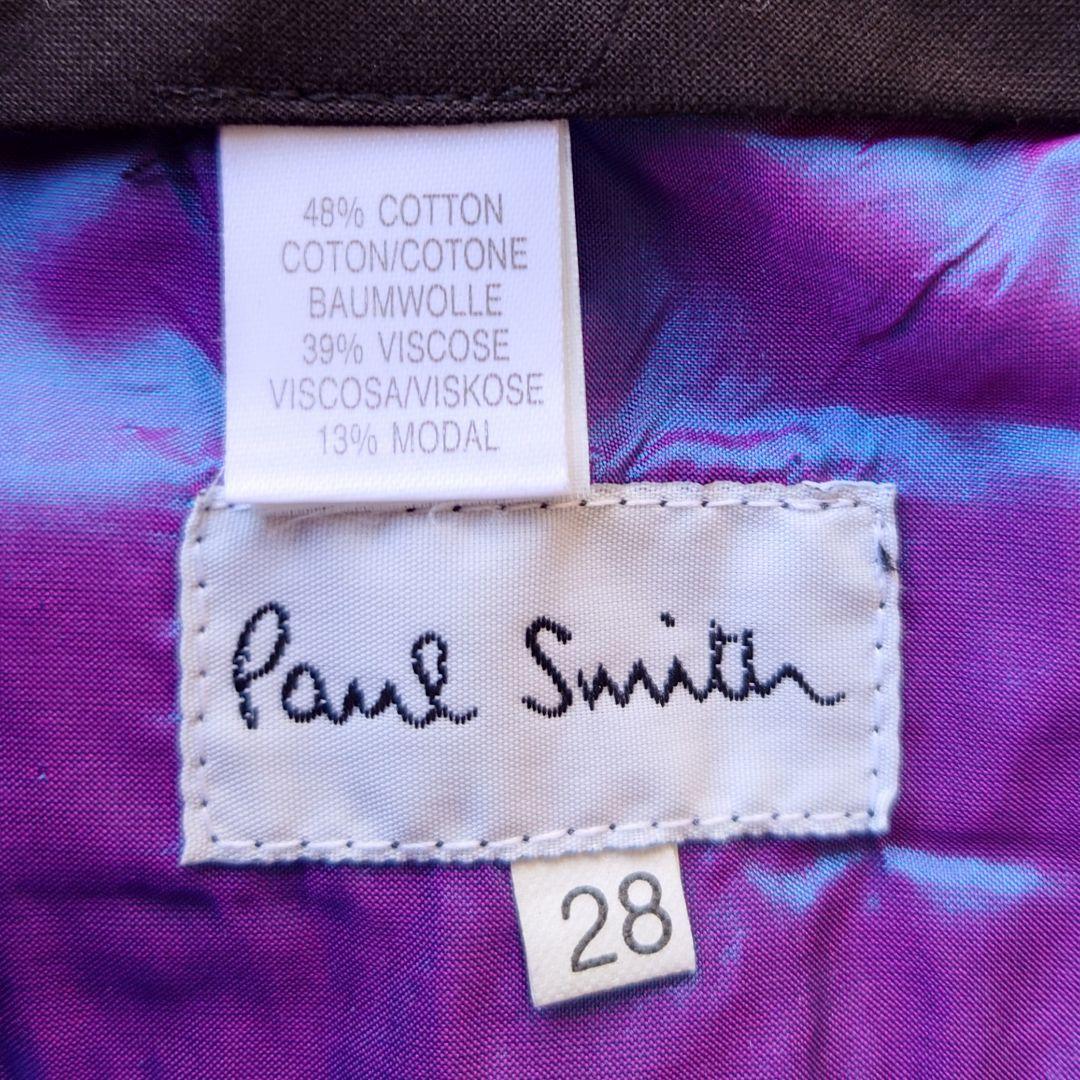 48% COTTON
COTON/COTONE
BAUMWOLLE
39% VISCOSE
VISCOSA/VISKOSE
13% MODAL
Paul Smith
28